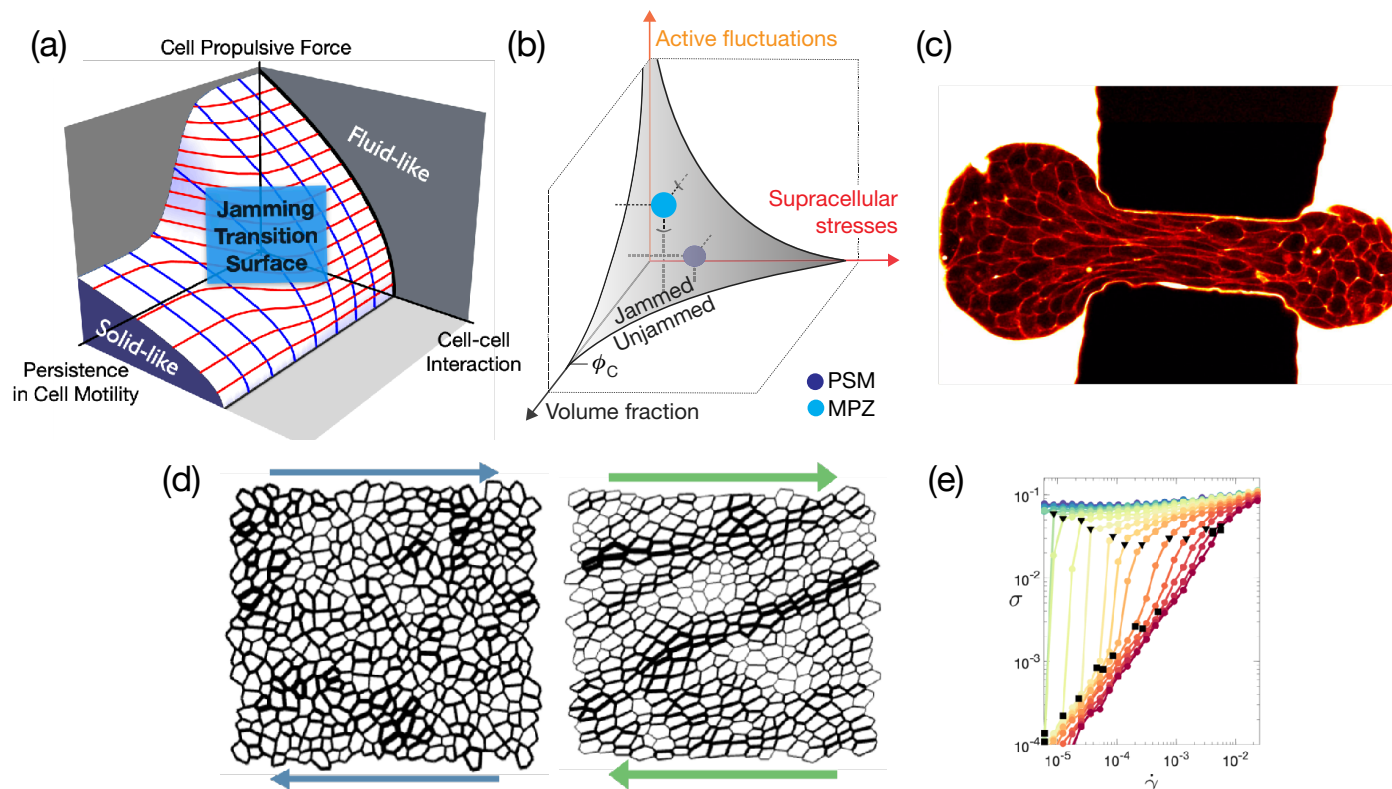 (a)
Cell Propulsive Force
Fluid-like
Jamming
Transition
Surface
Solid-like
Persistence
in Cell Motility
Cell-cell
Interaction
(b)
Active fluctuations
Supracellular
stresses
Jammed
Unjammed
ϕC
Volume fraction
PSM
MPZ
(c)
(d)
(e)
10⁻¹
10⁻²
σ
10⁻³
10⁻⁴
10⁻⁵ 10⁻⁴ 10⁻³ 10⁻²
γ̇